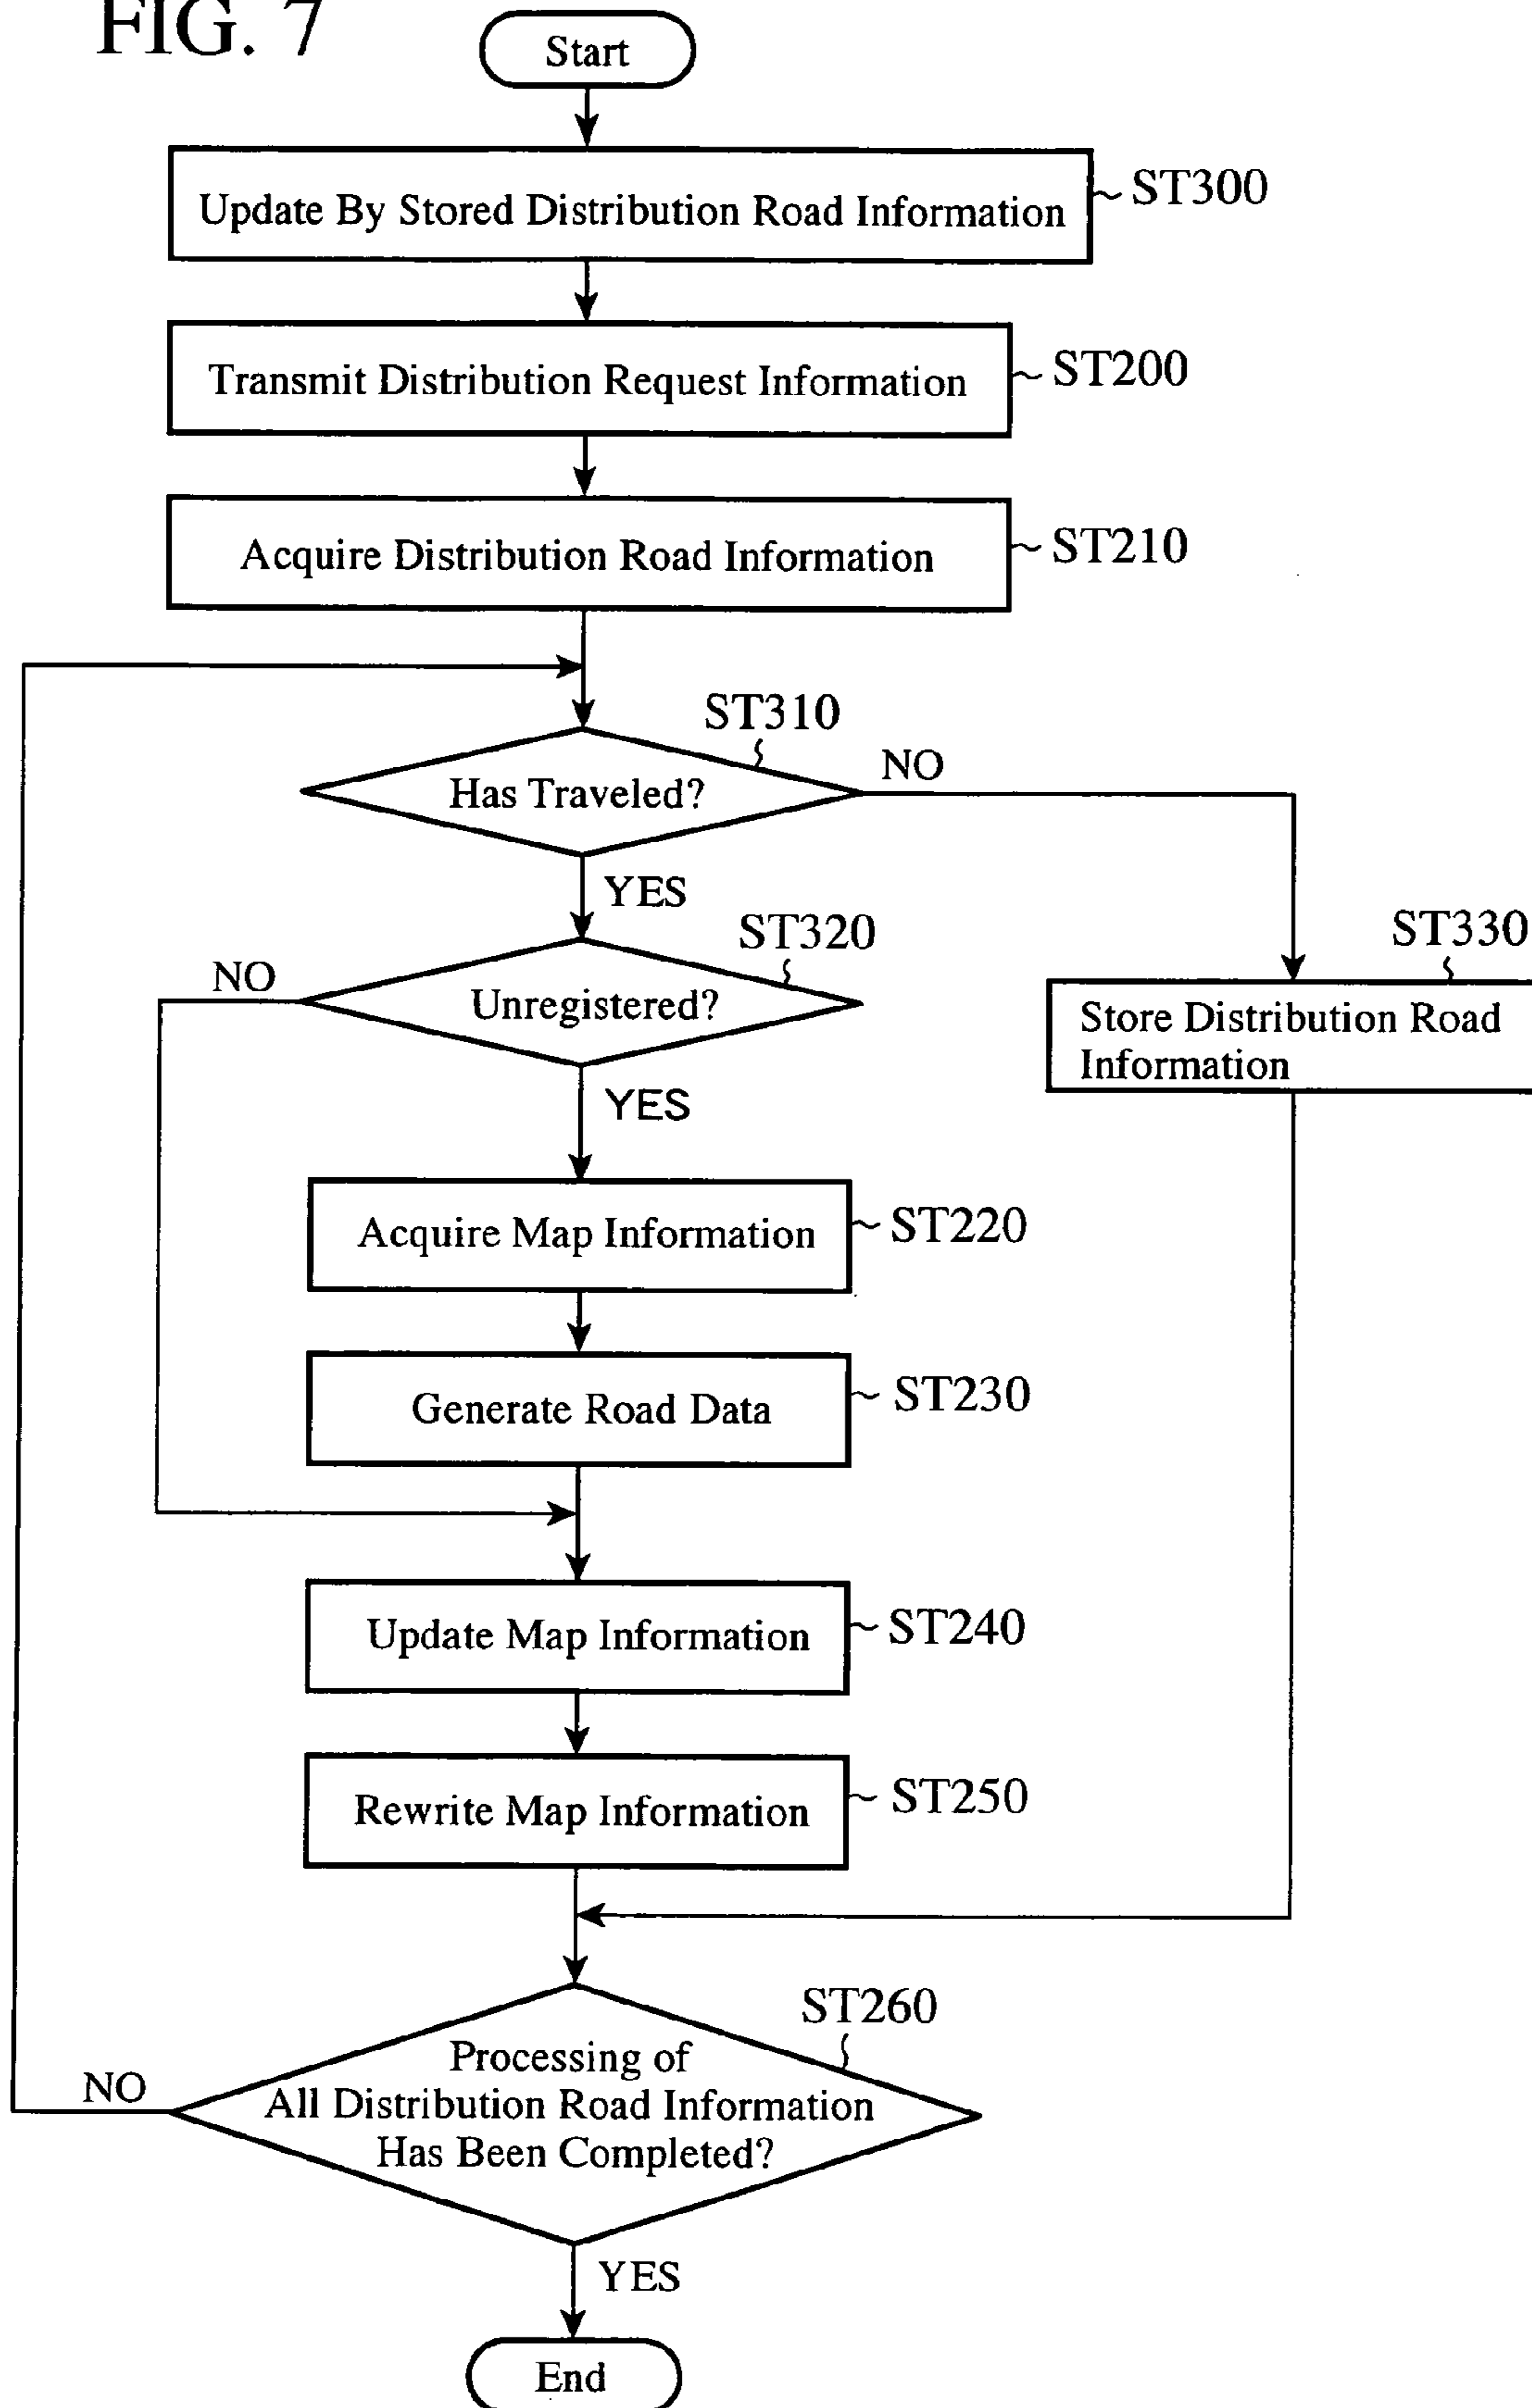 FIG. 7
Start
Update By Stored Distribution Road Information
ST300
Transmit Distribution Request Information
ST200
Acquire Distribution Road Information
ST210
ST310
Has Traveled?
NO
YES
ST320
ST330
NO
Unregistered?
Store Distribution Road
Information
YES
Acquire Map Information
ST220
Generate Road Data
ST230
Update Map Information
ST240
Rewrite Map Information
ST250
ST260
Processing of
All Distribution Road Information
Has Been Completed?
NO
YES
End